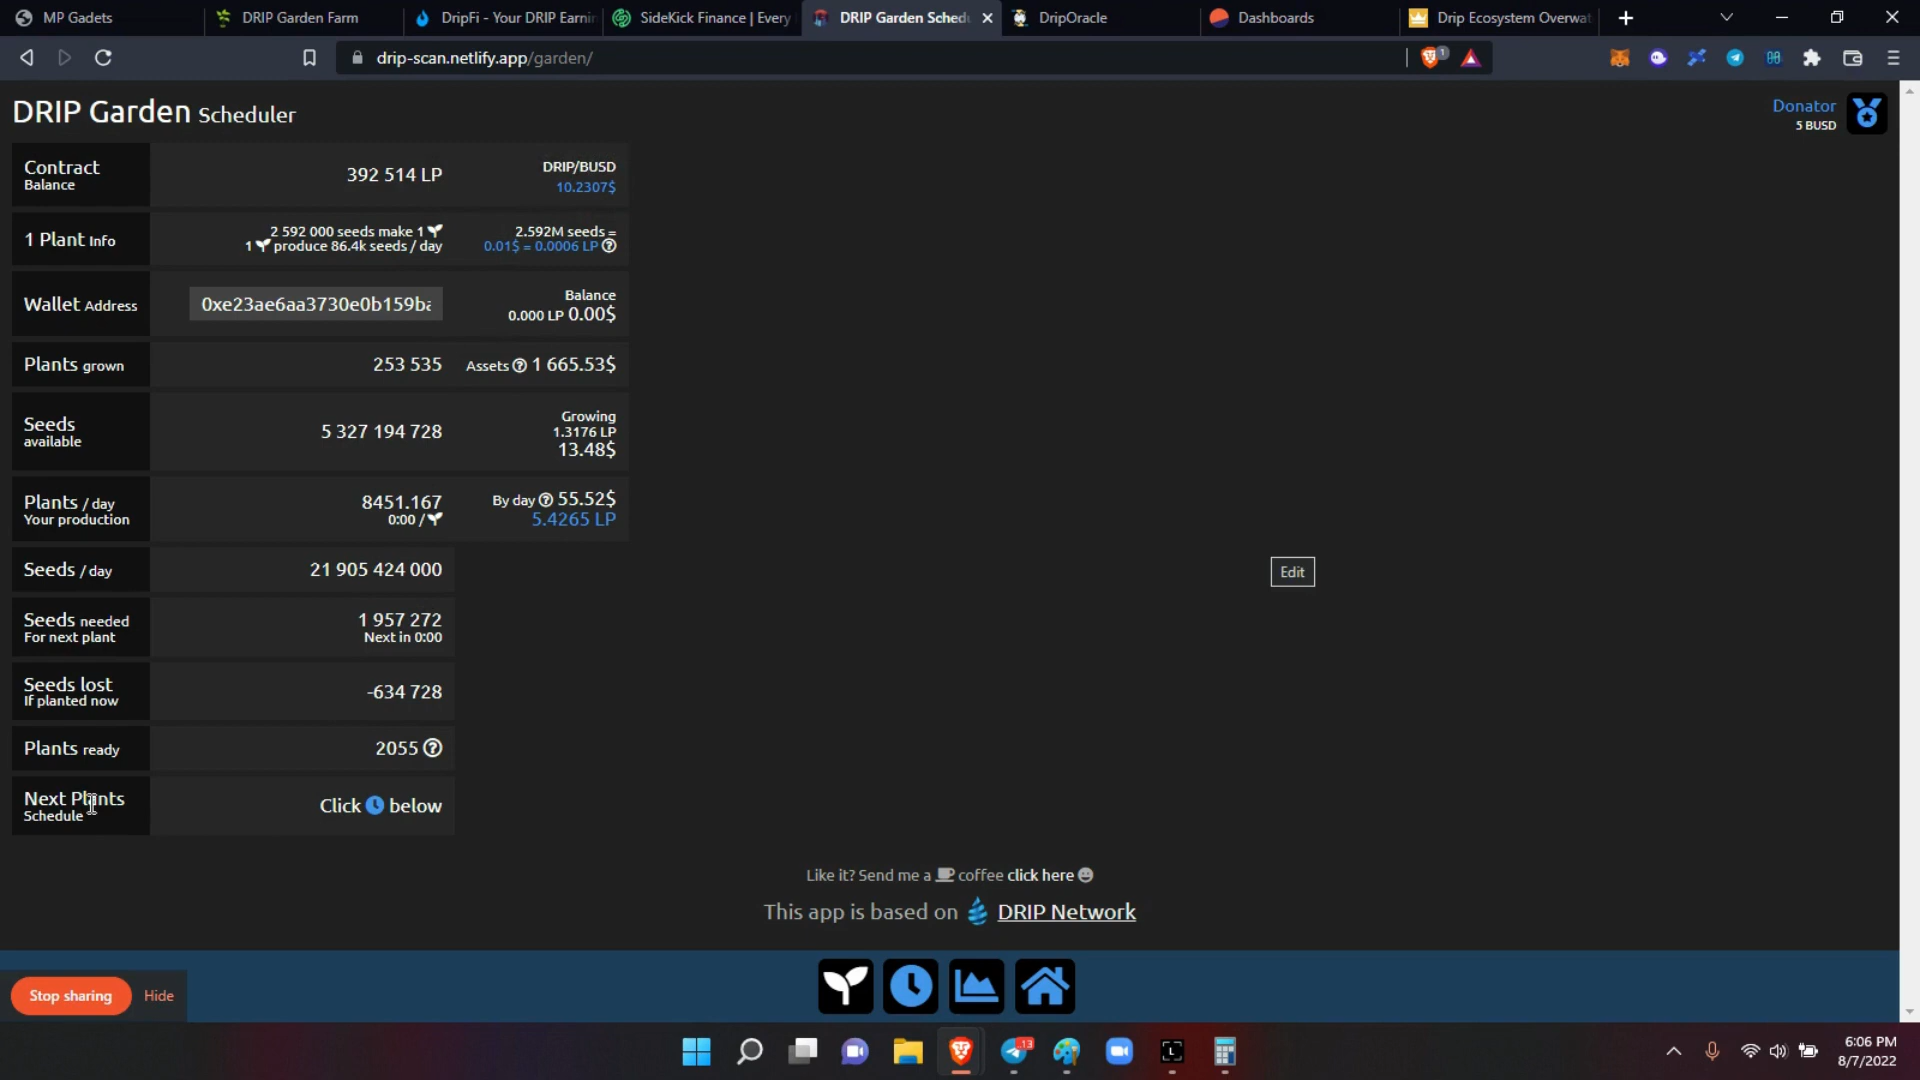 MP Gadets
DRIP Garden Farm
DripFi - Your DRIP Earnin
SideKick Finance | Every
DRIP Garden Schedu
DripOracle
Dashboards
Drip Ecosystem Overwat
drip-scan.netlify.app/garden/
1
DRIP Garden Scheduler
Donator
5 BUSD
Contract
Balance
392 514 LP
DRIP/BUSD
10.2307$
1 Plant Info
2 592 000 seeds make 1
1 produce 86.4k seeds / day
2.592M seeds =
0.01$ = 0.0006 LP ?
Wallet Address
0xe23ae6aa3730e0b159ba
Balance
0.000 LP 0.00$
Plants grown
253 535
Assets ? 1 665.53$
Seeds
available
5 327 194 728
Growing
1.3176 LP
13.48$
Plants / day
Your production
8451.167
0:00 /
By day ? 55.52$
5.4265 LP
Seeds / day
21 905 424 000
Edit
Seeds needed
For next plant
1 957 272
Next in 0:00
Seeds lost
If planted now
-634 728
Plants ready
2055 ?
Next Plants
Schedule
Click below
Like it? Send me a coffee click here
This app is based on DRIP Network
Stop sharing
Hide
13
L
6:06 PM
8/7/2022